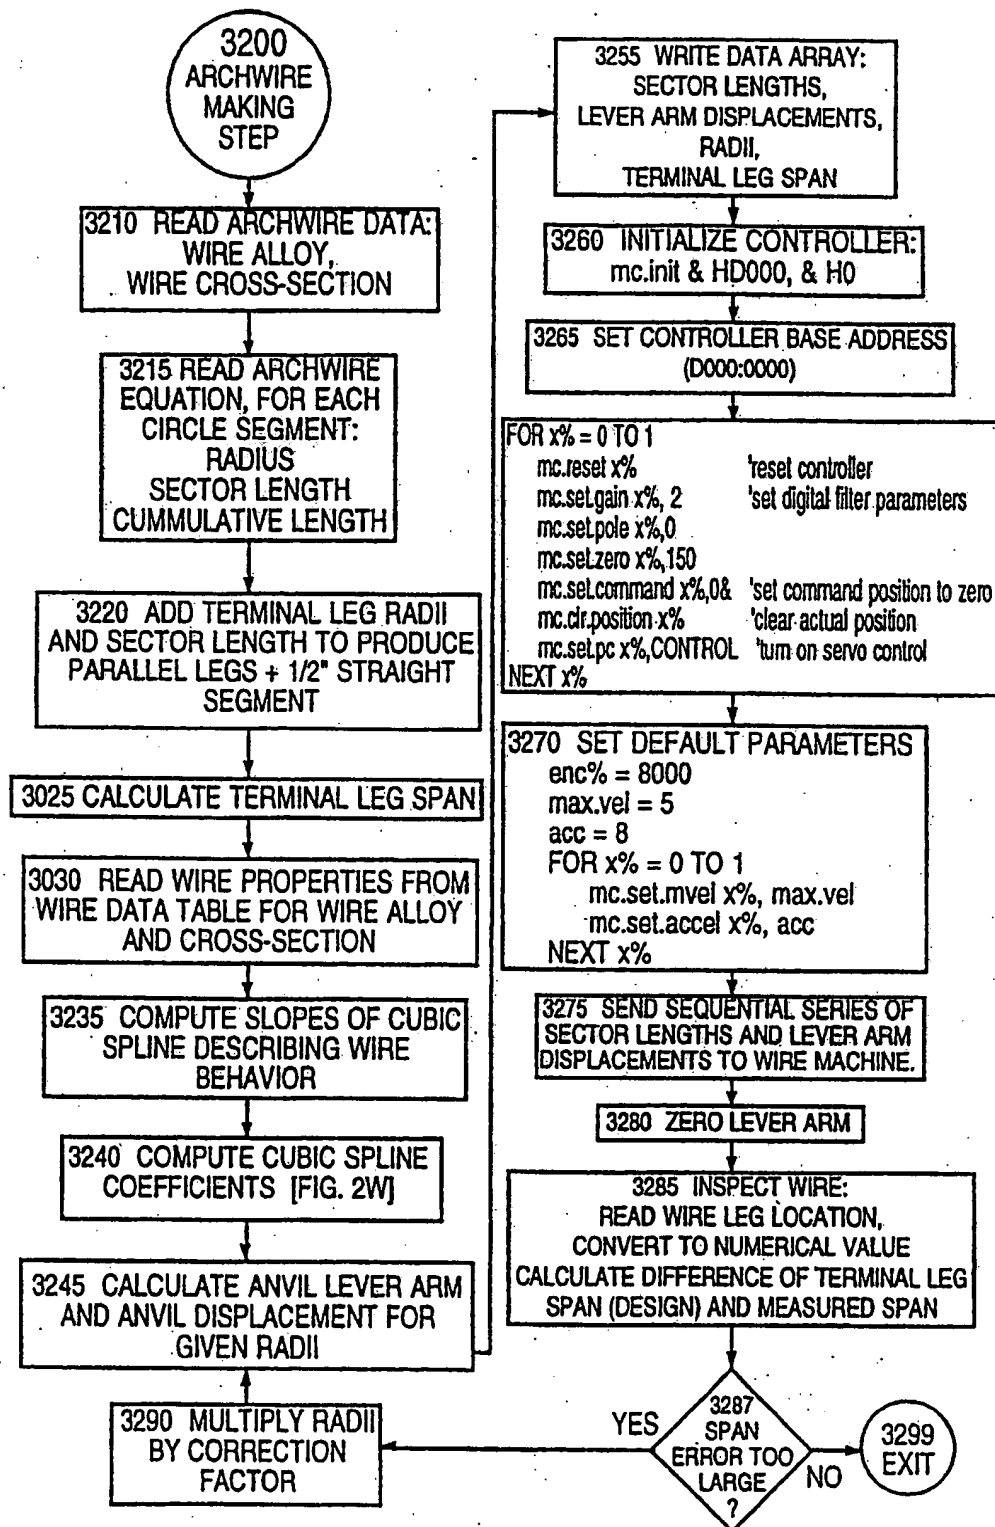 3200
ARCHWIRE
MAKING
STEP
3210 READ ARCHWIRE DATA:
WIRE ALLOY,
WIRE CROSS-SECTION
3215 READ ARCHWIRE
EQUATION, FOR EACH
CIRCLE SEGMENT:
RADIUS
SECTOR LENGTH
CUMMULATIVE LENGTH
3220 ADD TERMINAL LEG RADII
AND SECTOR LENGTH TO PRODUCE
PARALLEL LEGS + 1/2" STRAIGHT
SEGMENT
3025 CALCULATE TERMINAL LEG SPAN
3030 READ WIRE PROPERTIES FROM
WIRE DATA TABLE FOR WIRE ALLOY
AND CROSS-SECTION
3235 COMPUTE SLOPES OF CUBIC
SPLINE DESCRIBING WIRE
BEHAVIOR
3240 COMPUTE CUBIC SPLINE
COEFFICIENTS [FIG. 2W]
3245 CALCULATE ANVIL LEVER ARM
AND ANVIL DISPLACEMENT FOR
GIVEN RADII
3290 MULTIPLY RADII
BY CORRECTION
FACTOR
3255 WRITE DATA ARRAY:
SECTOR LENGTHS,
LEVER ARM DISPLACEMENTS,
RADII,
TERMINAL LEG SPAN
3260 INITIALIZE CONTROLLER:
mc.init & HD000, & H0
3265 SET CONTROLLER BASE ADDRESS
(D000:0000)
FOR x% = 0 TO 1
mc.reset x% 'reset controller
mc.set.gain x%, 2 'set digital filter parameters
mc.set.pole x%,0
mc.set.zero x%,150
mc.set.command x%,0& 'set command position to zero
mc.clr.position x% 'clear actual position
mc.set.pc x%,CONTROL 'turn on servo control
NEXT x%
3270 SET DEFAULT PARAMETERS
enc% = 8000
max.vel = 5
acc = 8
FOR x% = 0 TO 1
mc.set.mvel x%, max.vel
mc.set.accel x%, acc
NEXT x%
3275 SEND SEQUENTIAL SERIES OF
SECTOR LENGTHS AND LEVER ARM
DISPLACEMENTS TO WIRE MACHINE.
3280 ZERO LEVER ARM
3285 INSPECT WIRE:
READ WIRE LEG LOCATION,
CONVERT TO NUMERICAL VALUE
CALCULATE DIFFERENCE OF TERMINAL LEG
SPAN (DESIGN) AND MEASURED SPAN
3287
SPAN
ERROR TOO
LARGE
?
YES
NO
3299
EXIT